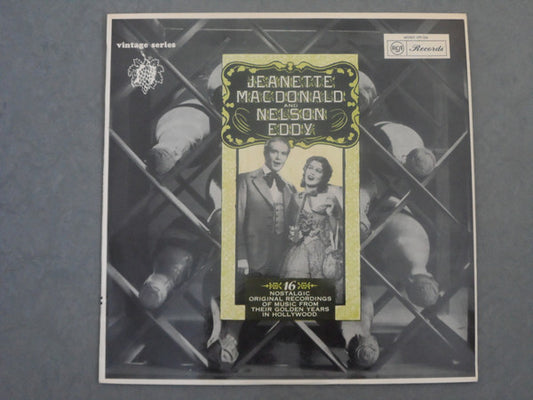 vintage series
RCA Records
JEANETTE
MACDONALD
AND
NELSON
EDDY
16
NOSTALGIC
ORIGINAL RECORDINGS
OF MUSIC FROM
THEIR GOLDEN YEARS
IN HOLLYWOOD